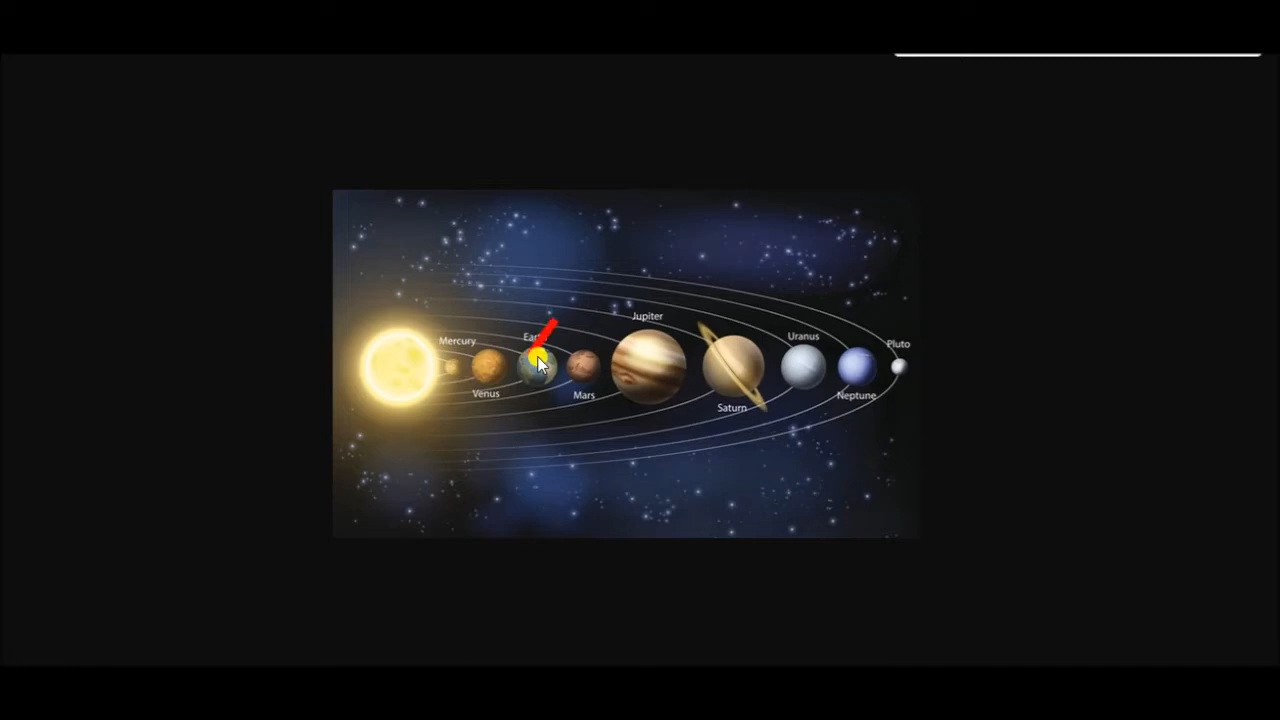 Jupiter
Uranus
Mercury
Pluto
Venus
Mars
Neptune
Saturn